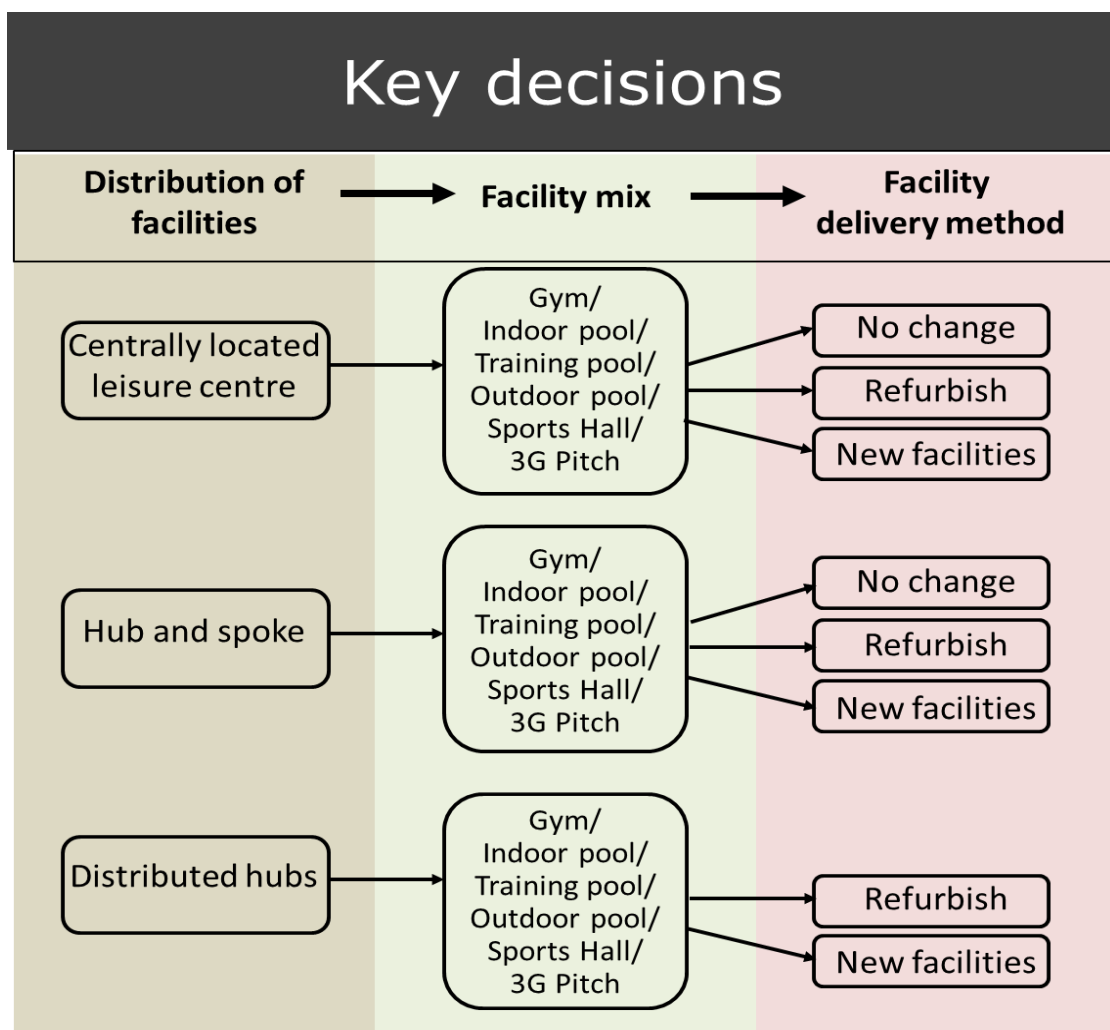 Key decisions
Distribution of
facilities
Facility mix
Facility
delivery method
Centrally located
leisure centre
Gym/
Indoor pool/
Training pool/
Outdoor pool/
Sports Hall/
3G Pitch
No change
Refurbish
New facilities
Hub and spoke
Gym/
Indoor pool/
Training pool/
Outdoor pool/
Sports Hall/
3G Pitch
No change
Refurbish
New facilities
Distributed hubs
Gym/
Indoor pool/
Training pool/
Outdoor pool/
Sports Hall/
3G Pitch
Refurbish
New facilities